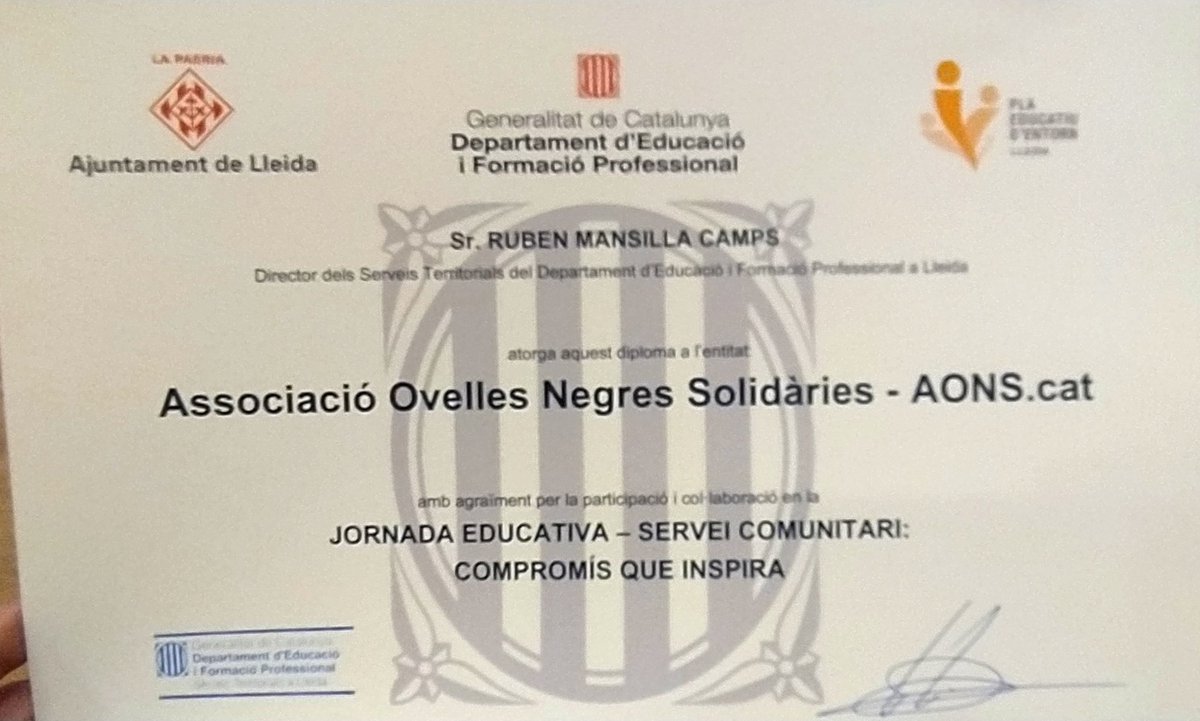 LA PAERIA
Ajuntament de Lleida
Generalitat de Catalunya
Departament d'Educació
i Formació Professional
PLA
EDUCATIU
D'ENTORN
LLEIDA
Sr. RUBEN MANSILLA CAMPS
Director dels Serveis Territorials del Departament d'Educació i Formació Professional a Lleida
atorga aquest diploma a l'entitat
Associació Ovelles Negres Solidàries - AONS.cat
amb agraïment per la participació i col·laboració en la
JORNADA EDUCATIVA – SERVEI COMUNITARI:
COMPROMÍS QUE INSPIRA
Generalitat de Catalunya
Departament d'Educació
i Formació Professional